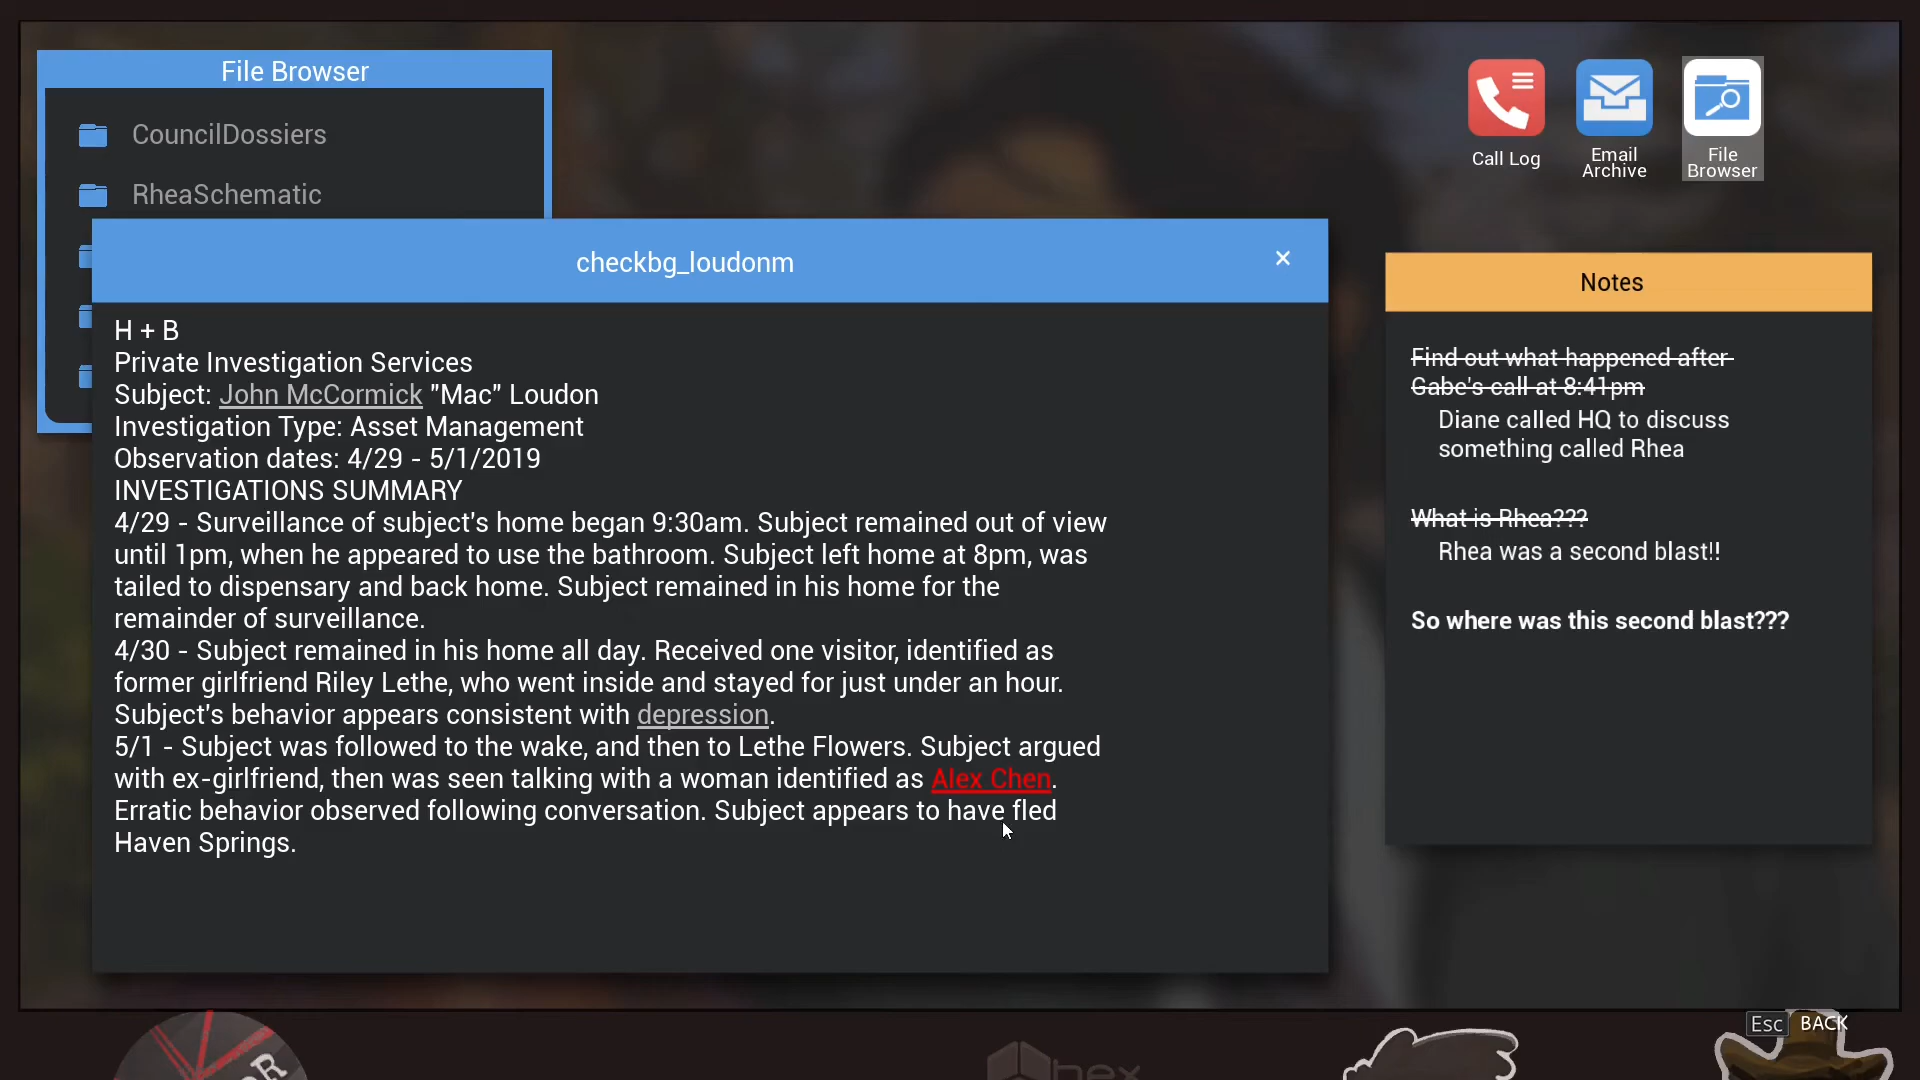 File Browser
CouncilDossiers
RheaSchematic
Call Log
Email
Archive
File
Browser
checkbg_loudonm
×
H + B
Private Investigation Services
Subject: John McCormick "Mac" Loudon
Investigation Type: Asset Management
Observation dates: 4/29 - 5/1/2019
INVESTIGATIONS SUMMARY
4/29 - Surveillance of subject's home began 9:30am. Subject remained out of view
until 1pm, when he appeared to use the bathroom. Subject left home at 8pm, was
tailed to dispensary and back home. Subject remained in his home for the
remainder of surveillance.
4/30 - Subject remained in his home all day. Received one visitor, identified as
former girlfriend Riley Lethe, who went inside and stayed for just under an hour.
Subject's behavior appears consistent with depression.
5/1 - Subject was followed to the wake, and then to Lethe Flowers. Subject argued
with ex-girlfriend, then was seen talking with a woman identified as Alex Chen.
Erratic behavior observed following conversation. Subject appears to have fled
Haven Springs.
Notes
Find out what happened after
Gabe's call at 8:41pm
Diane called HQ to discuss
something called Rhea
What is Rhea???
Rhea was a second blast!!
So where was this second blast???
Esc BACK
hex